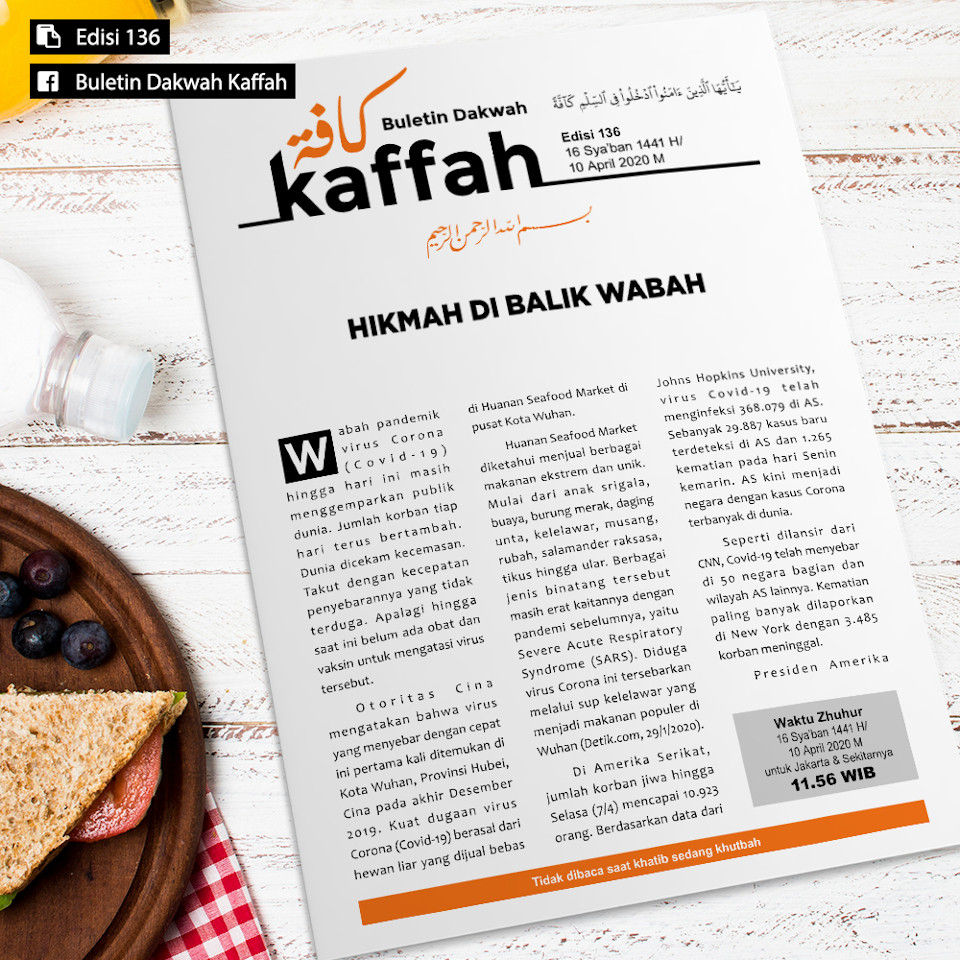 Edisi 136
Buletin Dakwah Kaffah
كافة
Buletin Dakwah
kaffah
يَـٰٓأَيُّهَا ٱلَّذِينَ ءَامَنُوا۟ ٱدْخُلُوا۟ فِى ٱلسِّلْمِ كَآفَّةً
Edisi 136
16 Sya'ban 1441 H/
10 April 2020 M
بسم الله الرحمن الرحيم
HIKMAH DI BALIK WABAH
Wabah pandemik
virus Corona
(Covid-19)
hingga hari ini masih
menggemparkan publik
dunia. Jumlah korban tiap
hari terus bertambah.
Dunia dicekam kecemasan.
Takut dengan kecepatan
penyebarannya yang tidak
terduga. Apalagi hingga
saat ini belum ada obat dan
vaksin untuk mengatasi virus
tersebut.
Otoritas Cina
mengatakan bahwa virus
yang menyebar dengan cepat
ini pertama kali ditemukan di
Kota Wuhan, Provinsi Hubei,
Cina pada akhir Desember
2019. Kuat dugaan virus
Corona (Covid-19) berasal dari
hewan liar yang dijual bebas
di Huanan Seafood Market di
pusat Kota Wuhan.
Huanan Seafood Market
diketahui menjual berbagai
makanan ekstrem dan unik.
Mulai dari anak srigala,
buaya, burung merak, daging
unta, kelelawar, musang,
rubah, salamander raksasa,
tikus hingga ular. Berbagai
jenis binatang tersebut
masih erat kaitannya dengan
pandemi sebelumnya, yaitu
Severe Acute Respiratory
Syndrome (SARS). Diduga
virus Corona ini tersebarkan
melalui sup kelelawar yang
menjadi makanan populer di
Wuhan (Detik.com, 29/1/2020).
Di Amerika Serikat,
jumlah korban jiwa hingga
Selasa (7/4) mencapai 10.923
orang. Berdasarkan data dari
Johns Hopkins University,
virus Covid-19 telah
menginfeksi 368.079 di AS.
Sebanyak 29.887 kasus baru
terdeteksi di AS dan 1.265
kematian pada hari Senin
kemarin. AS kini menjadi
negara dengan kasus Corona
terbanyak di dunia.
Seperti dilansir dari
CNN, Covid-19 telah menyebar
di 50 negara bagian dan
wilayah AS lainnya. Kematian
paling banyak dilaporkan
di New York dengan 3.485
korban meninggal.
Presiden Amerika
Waktu Zhuhur
16 Sya'ban 1441 H/
10 April 2020 M
untuk Jakarta & Sekitarnya
11.56 WIB
Tidak dibaca saat khatib sedang khutbah